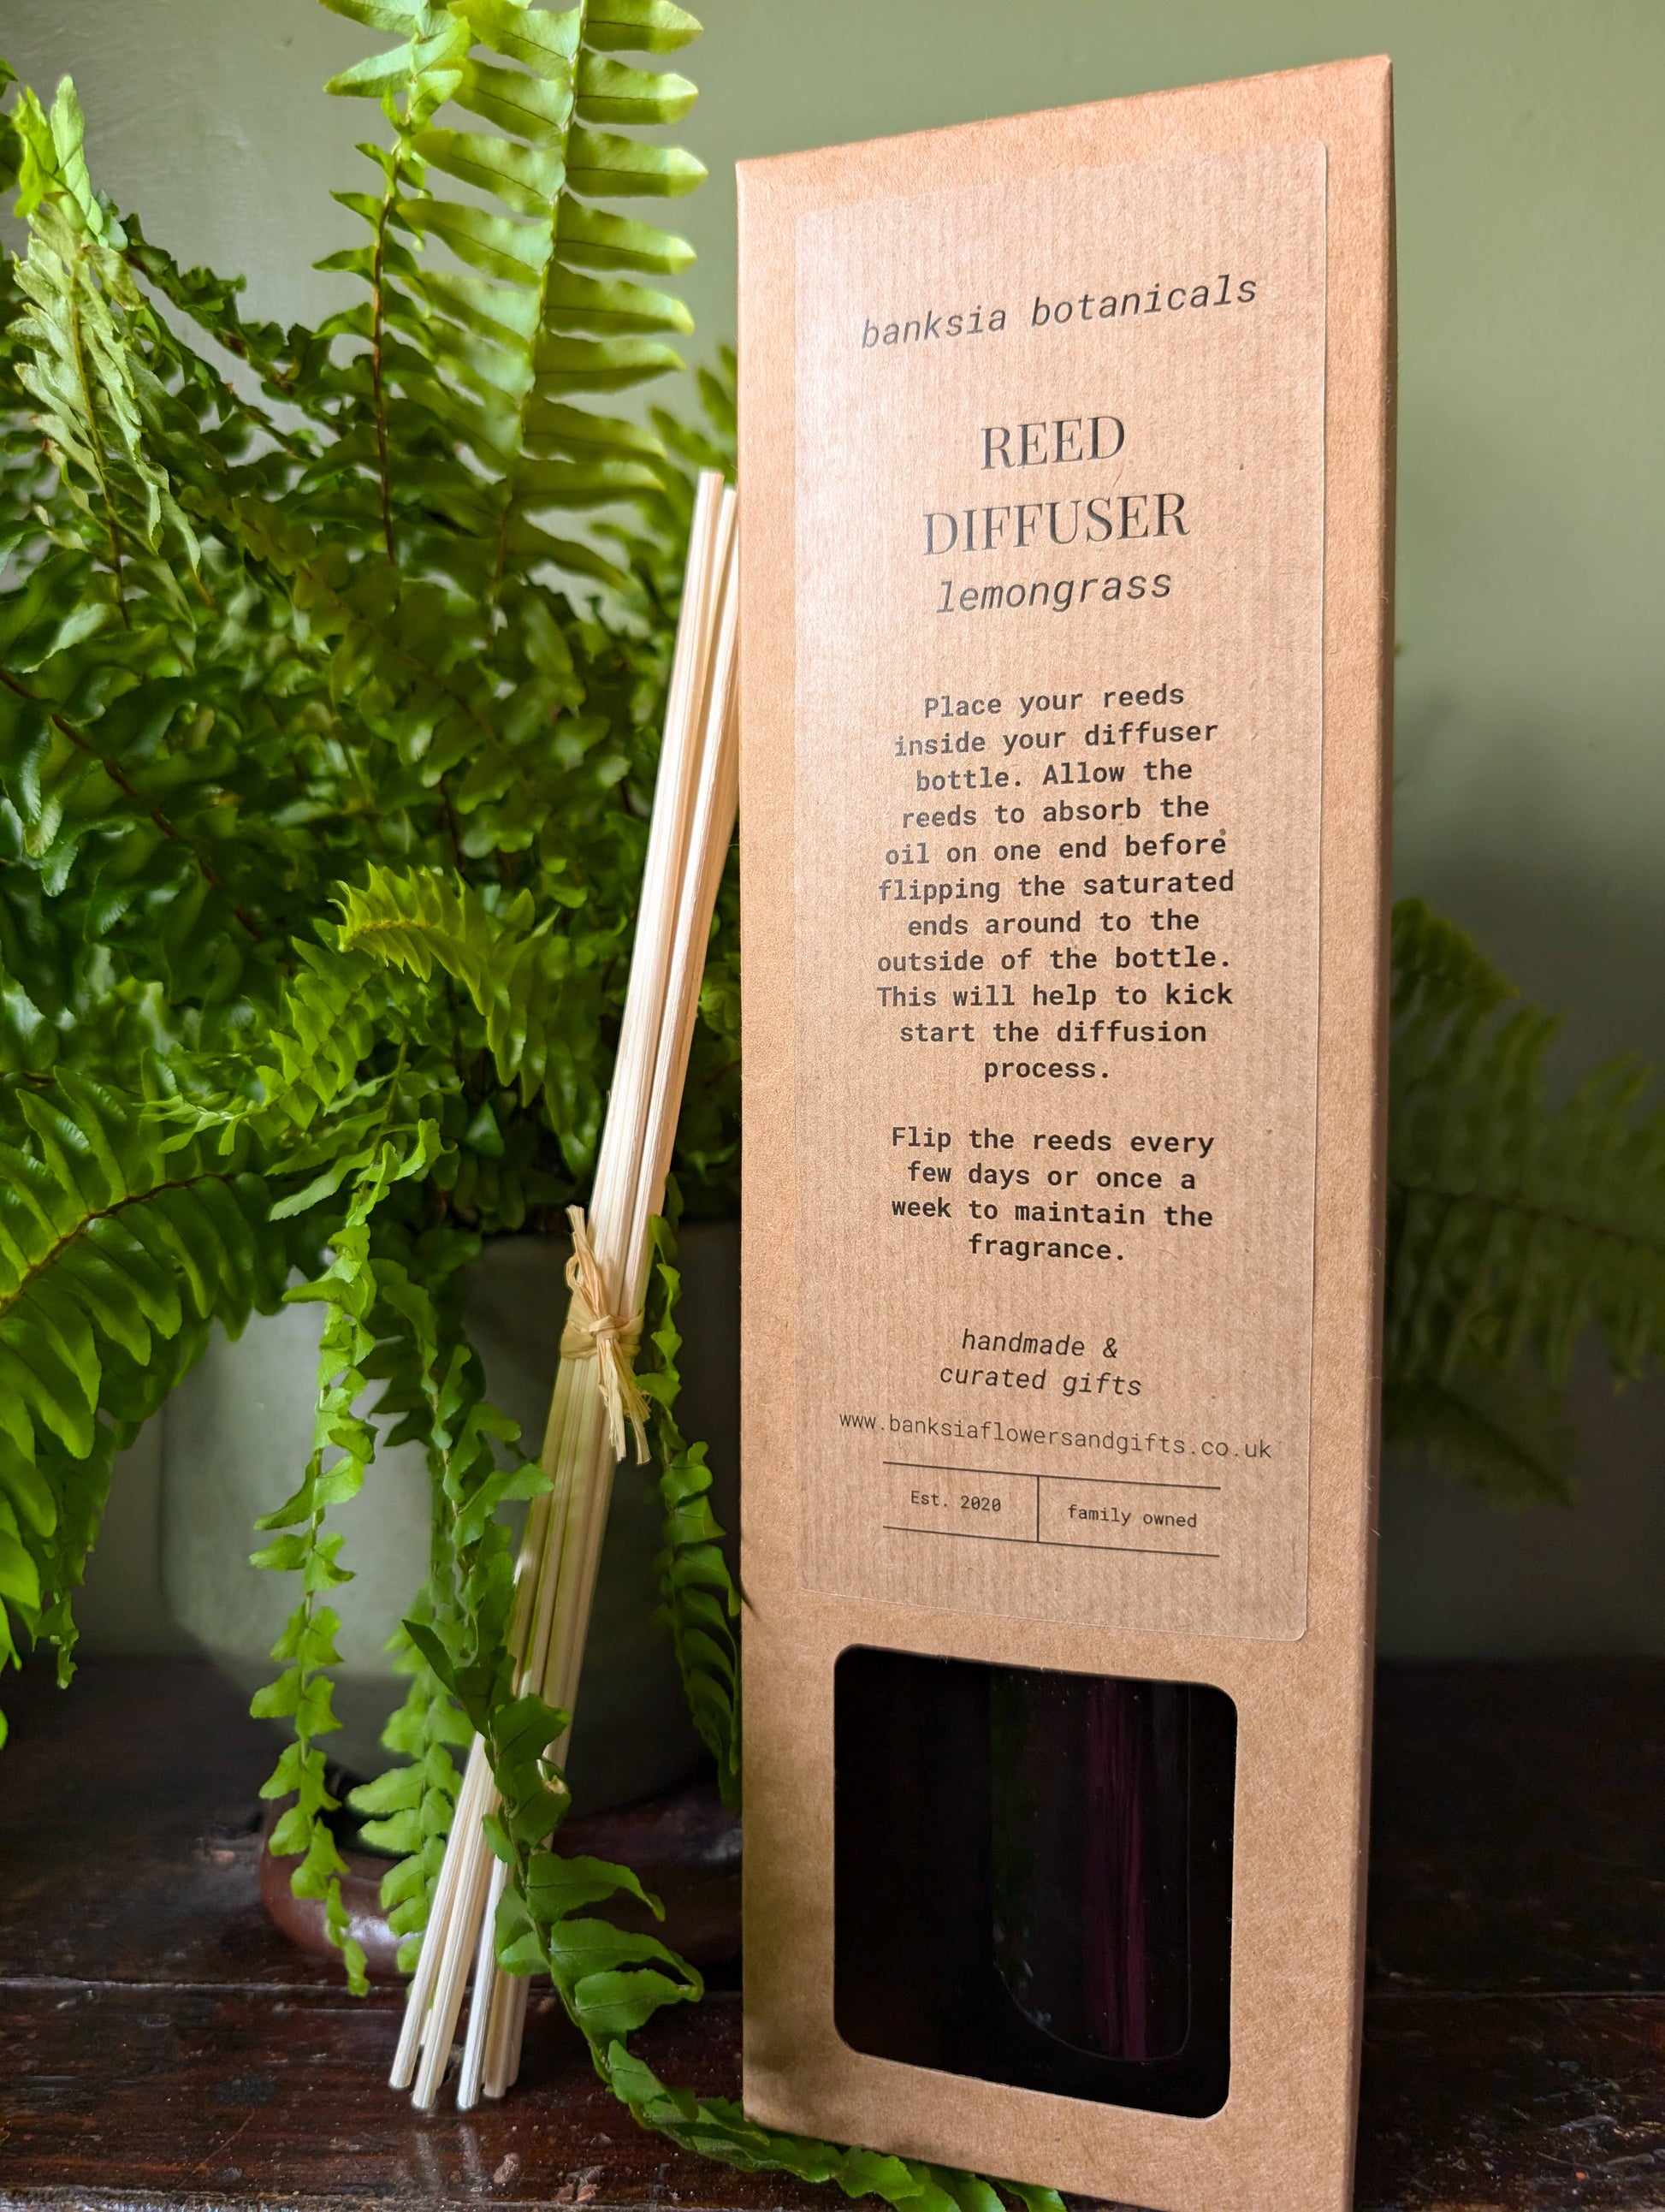 banksia botanicals
REED
DIFFUSER
lemongrass
Place your reeds
inside your diffuser
bottle. Allow the
reeds to absorb the
oil on one end before
flipping the saturated
ends around to the
outside of the bottle.
This will help to kick
start the diffusion
process.
Flip the reeds every
few days or once a
week to maintain the
fragrance.
handmade &
curated gifts
www.banksiaflowersandgifts.co.uk
Est. 2020
family owned